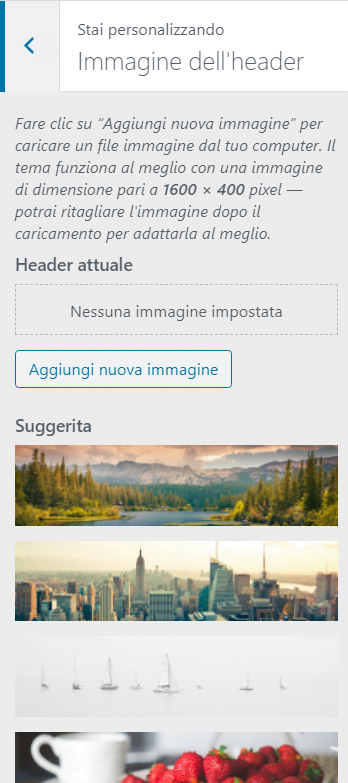 Stai personalizzando
Immagine dell'header
Fare clic su “Aggiungi nuova immagine” per
caricare un file immagine dal tuo computer. Il
tema funziona al meglio con una immagine
di dimensione pari a 1600 × 400 pixel —
potrai ritagliare l'immagine dopo il
caricamento per adattarla al meglio.
Header attuale
Nessuna immagine impostata
Aggiungi nuova immagine
Suggerita